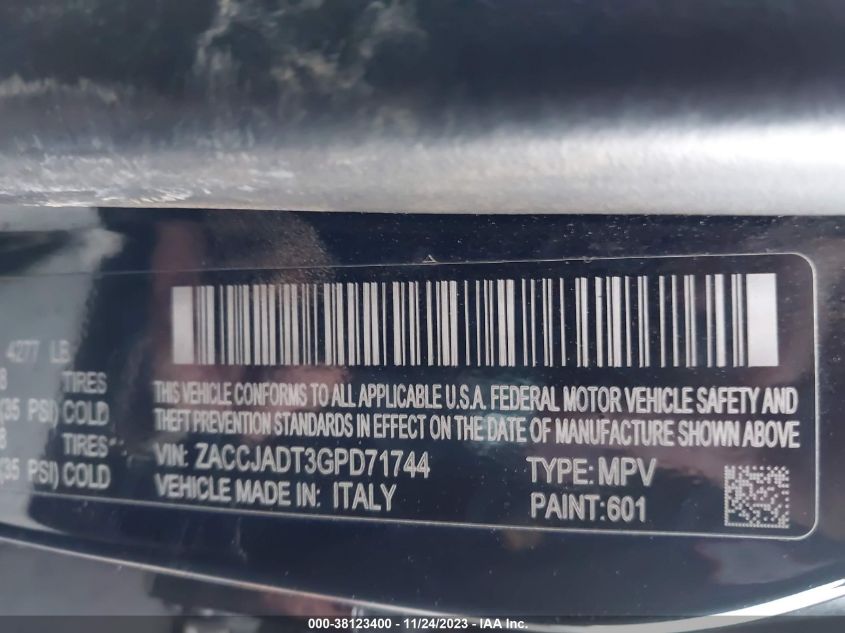 4277 LB
TIRES
(35 PSI) COLD
TIRES
(35 PSI) COLD
THIS VEHICLE CONFORMS TO ALL APPLICABLE U.S.A. FEDERAL MOTOR VEHICLE SAFETY AND
THEFT PREVENTION STANDARDS IN EFFECT ON THE DATE OF MANUFACTURE SHOWN ABOVE
VIN: ZACCJADT3GPD71744 TYPE: MPV
VEHICLE MADE IN: ITALY PAINT:601
000-38123400 - 11/24/2023 - IAA Inc.